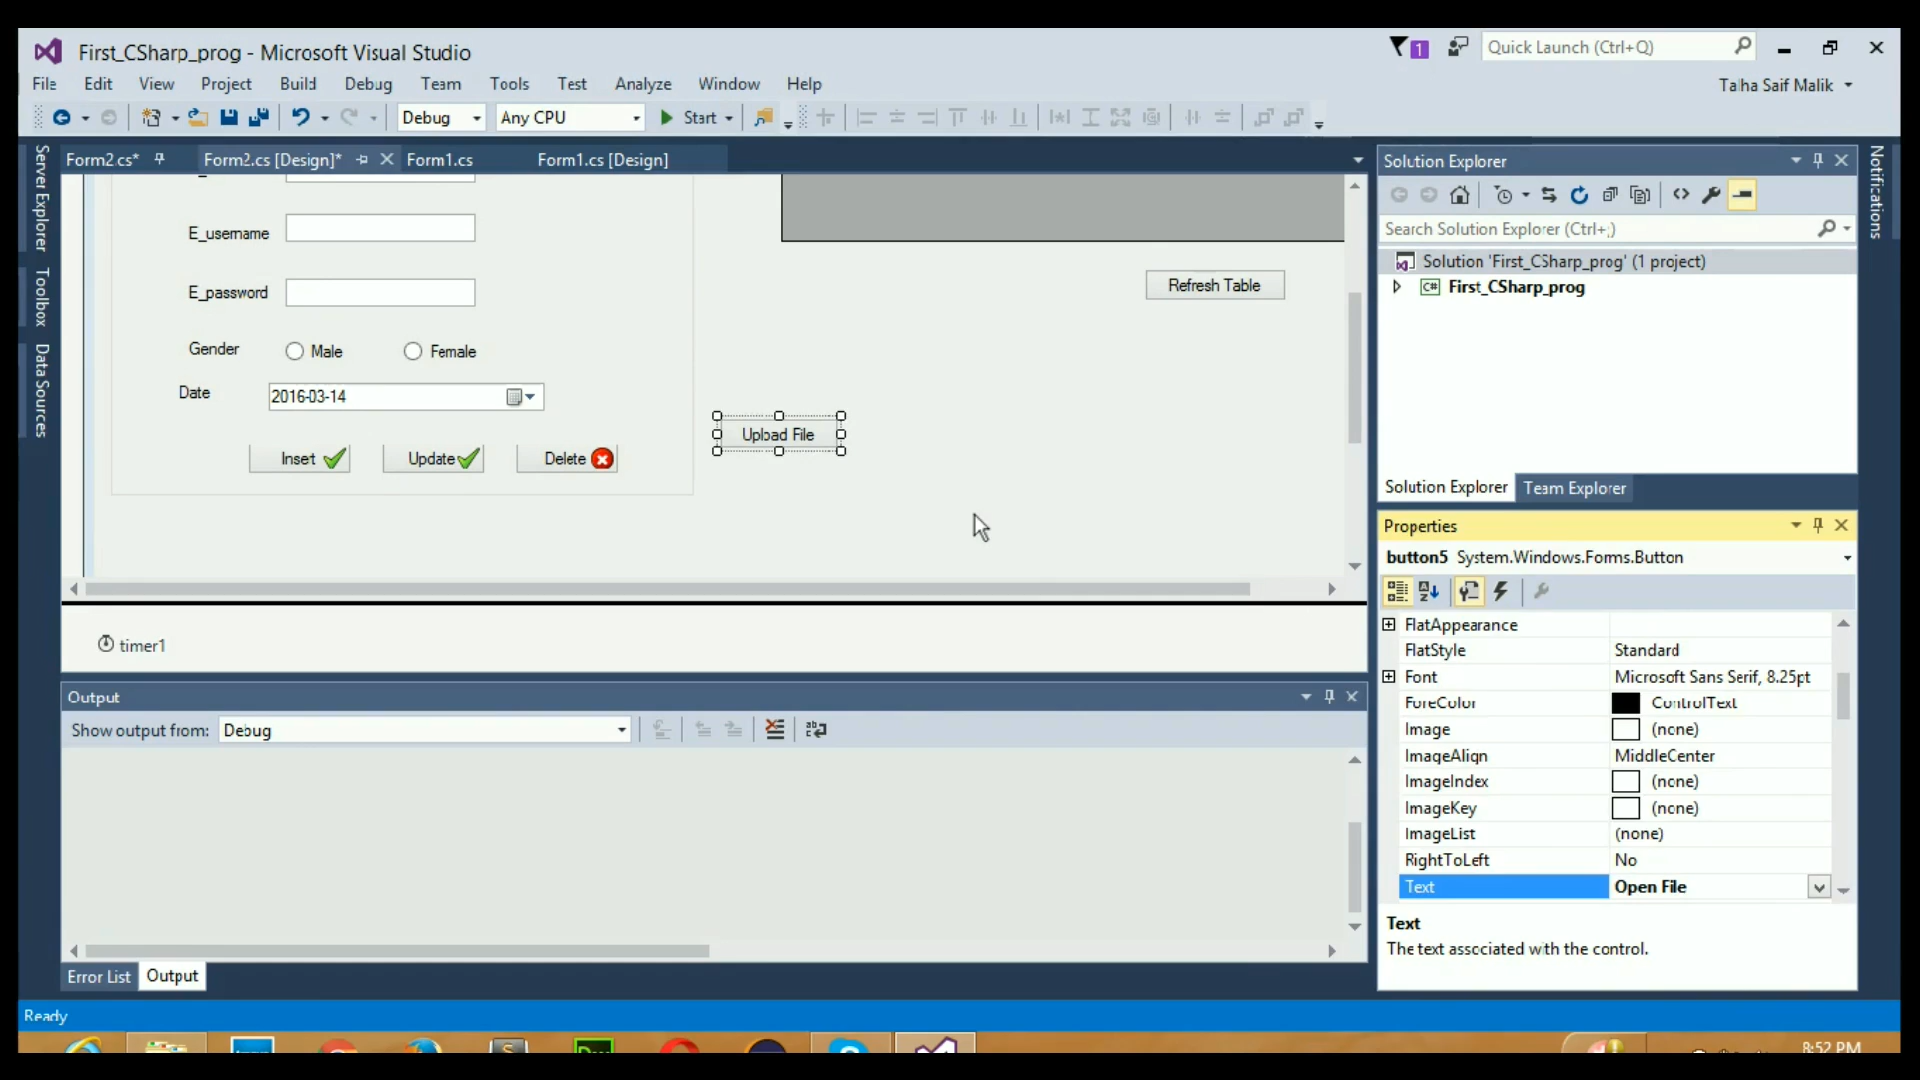 First_CSharp_prog - Microsoft Visual Studio
1
Quick Launch (Ctrl+Q)
File Edit View Project Build Debug Team Tools Test Analyze Window Help
Talha Saif Malik
Debug
Any CPU
Start
Server Explorer
Toolbox
Data Sources
Form2.cs*
Form2.cs [Design]*
Form1.cs
Form1.cs [Design]
E_username
E_password
Gender
Male
Female
Date
2016-03-14
Insert
Update
Delete
Refresh Table
Upload File
timer1
Output
Show output from:
Debug
Error List
Output
Solution Explorer
Search Solution Explorer (Ctrl+;)
Solution 'First_CSharp_prog' (1 project)
C# First_CSharp_prog
Solution Explorer
Team Explorer
Notifications
Properties
button5 System.Windows.Forms.Button
FlatAppearance
FlatStyle Standard
Font Microsoft Sans Serif, 8.25pt
ForeColor ControlText
Image (none)
ImageAlign MiddleCenter
ImageIndex (none)
ImageKey (none)
ImageList (none)
RightToLeft No
Text Open File
Text
The text associated with the control.
Ready
8:52 PM